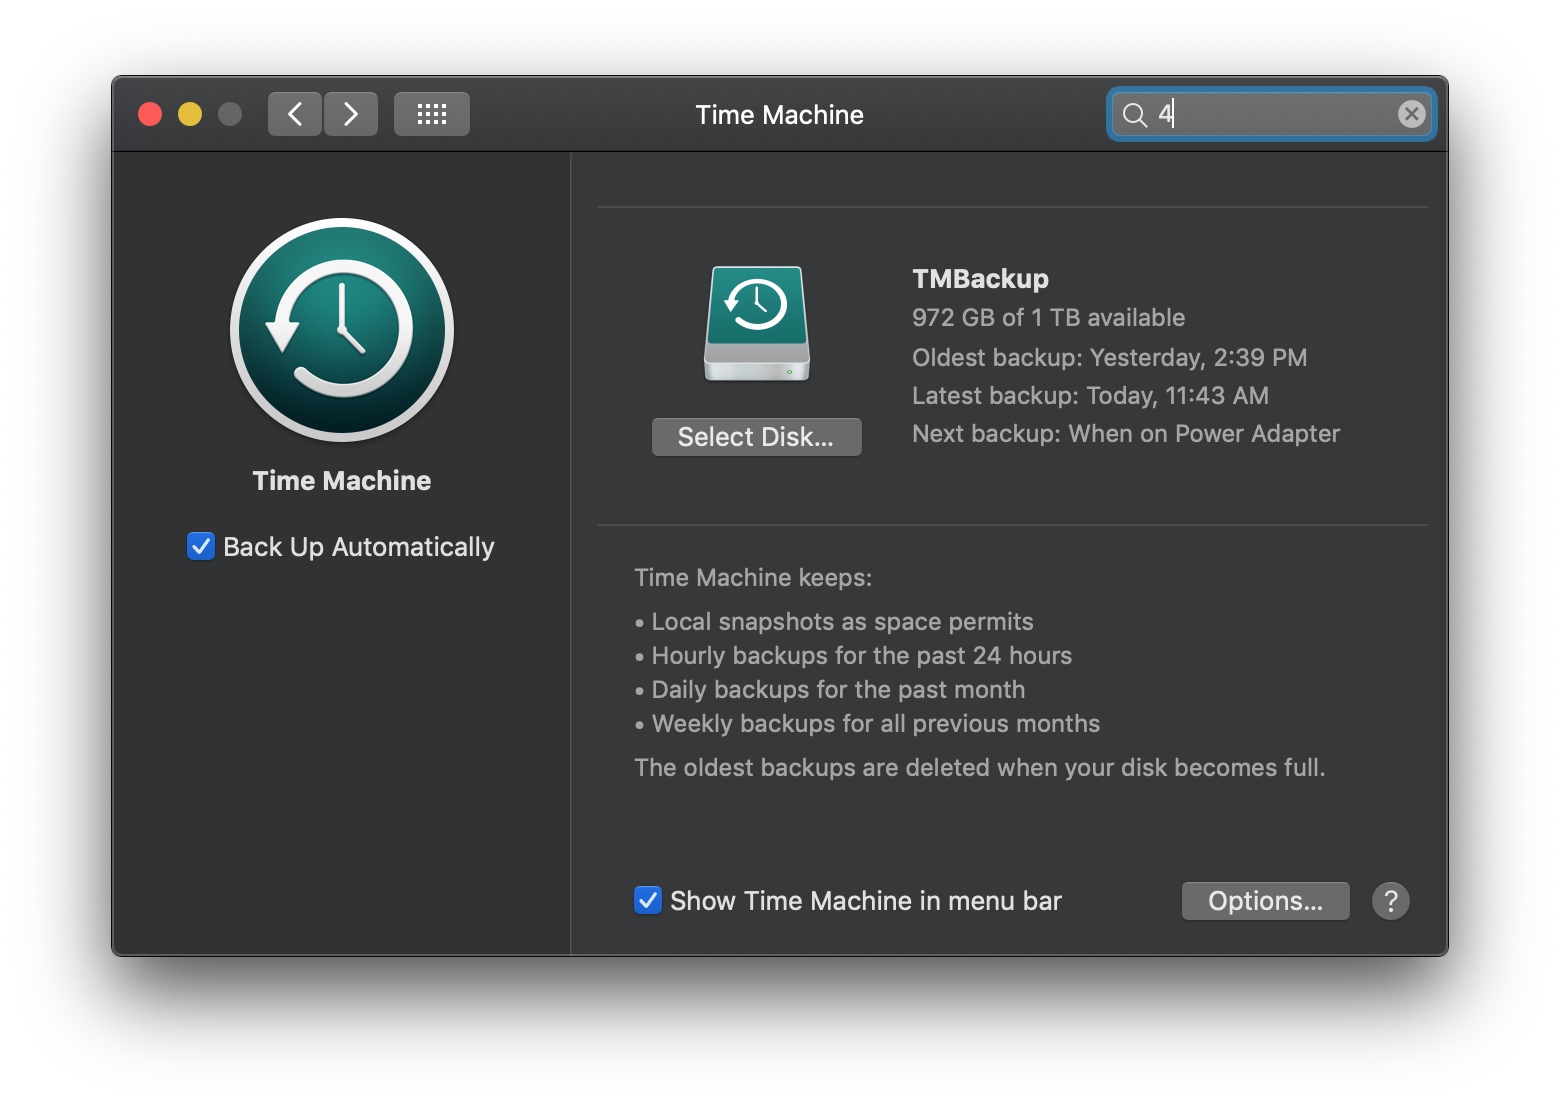 Time Machine
4
Time Machine
Back Up Automatically
Select Disk...
TMBackup
972 GB of 1 TB available
Oldest backup: Yesterday, 2:39 PM
Latest backup: Today, 11:43 AM
Next backup: When on Power Adapter
Time Machine keeps:
• Local snapshots as space permits
• Hourly backups for the past 24 hours
• Daily backups for the past month
• Weekly backups for all previous months
The oldest backups are deleted when your disk becomes full.
Show Time Machine in menu bar
Options...
?